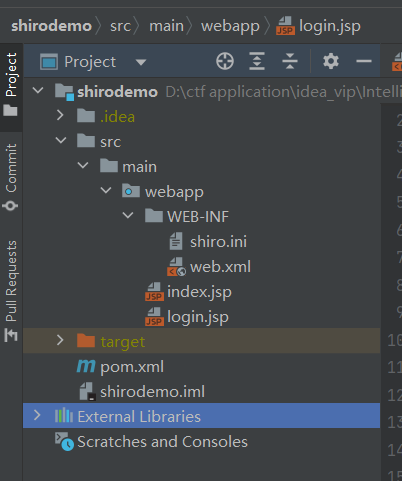 shirodemo > src > main > webapp > login.jsp
Project
Project
shirodemo D:\ctf application\idea_vip\Intelli
.idea
src
main
webapp
WEB-INF
shiro.ini
web.xml
index.jsp
login.jsp
target
pom.xml
shirodemo.iml
External Libraries
Scratches and Consoles
Commit
Pull Requests
2
3
4
5
6
7
8
9
10
11
12
13
14
15